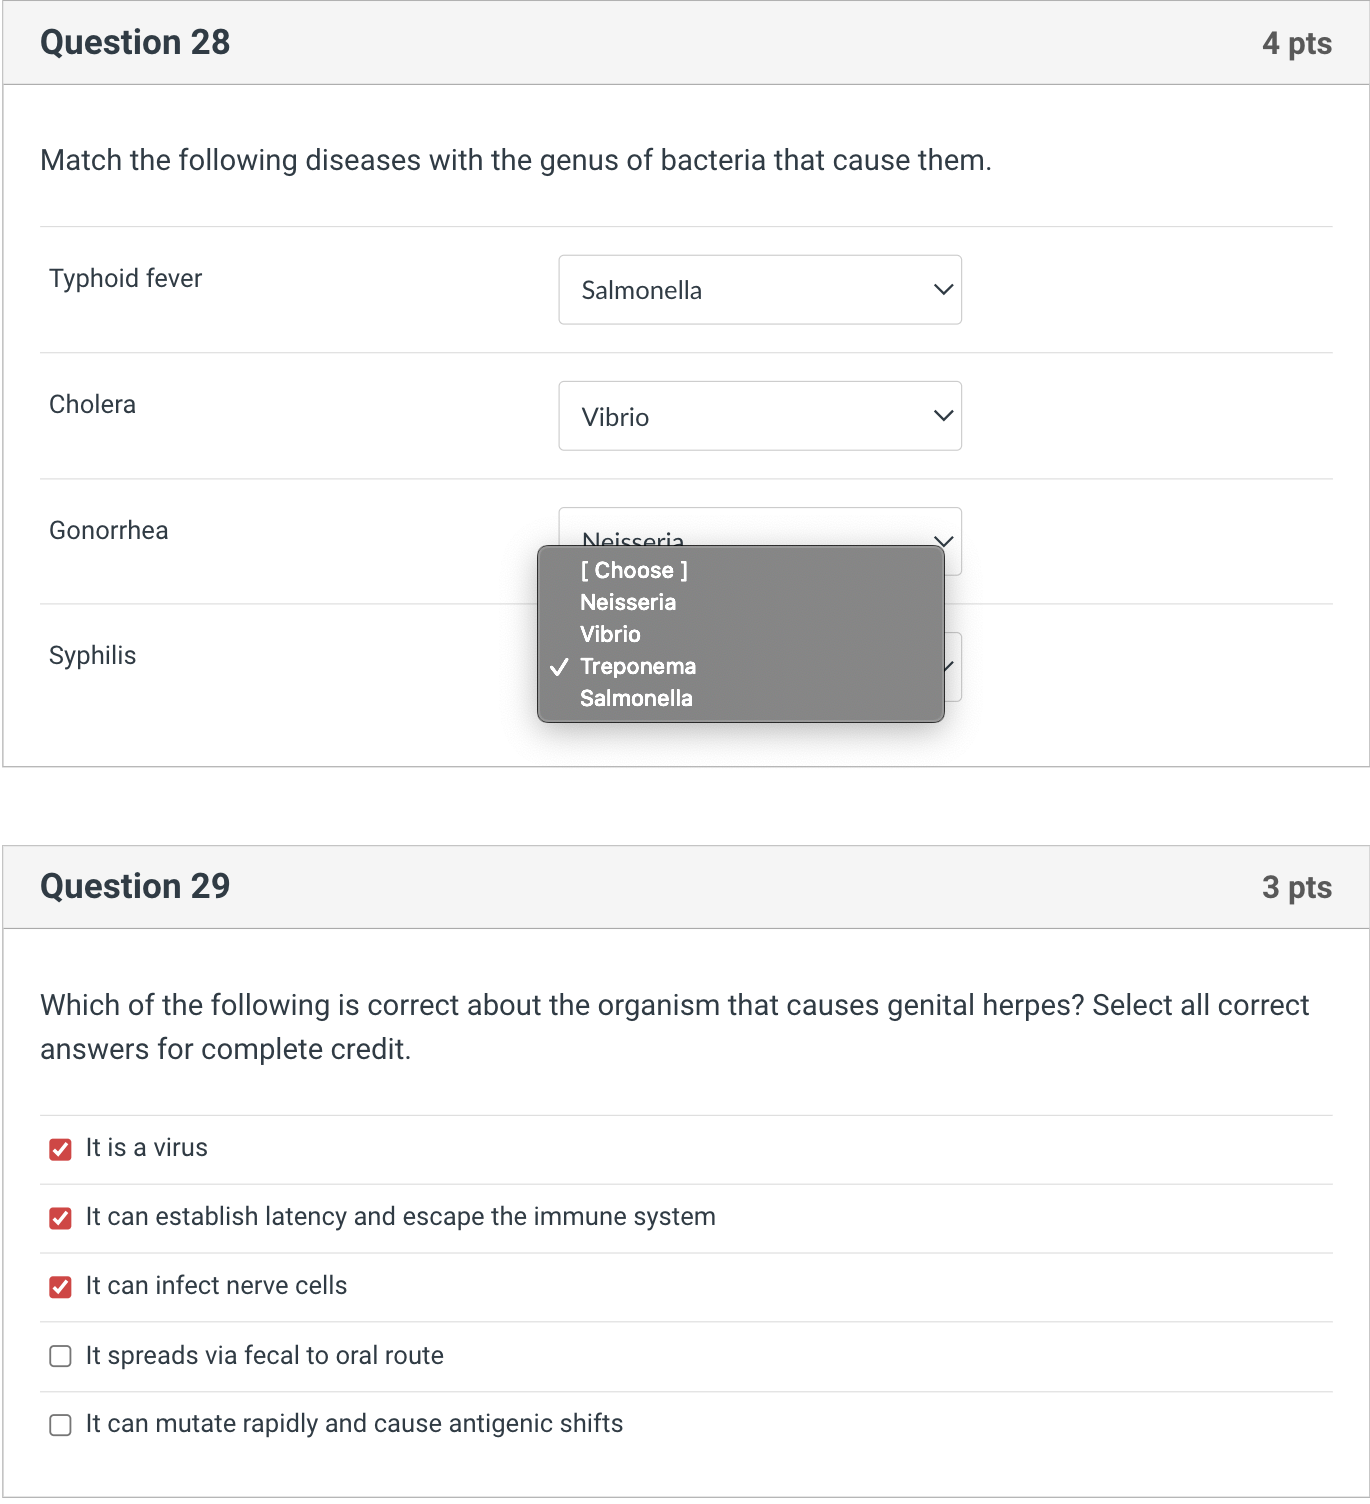 Question 28
4 pts
Match the following diseases with the genus of bacteria that cause them.
Typhoid fever
Salmonella
Cholera
Vibrio
Gonorrhea
Neisseria
[ Choose ]
Neisseria
Vibrio
Syphilis
✓ Treponema
Salmonella
Question 29
3 pts
Which of the following is correct about the organism that causes genital herpes? Select all correct
answers for complete credit.
It is a virus
It can establish latency and escape the immune system
It can infect nerve cells
It spreads via fecal to oral route
It can mutate rapidly and cause antigenic shifts